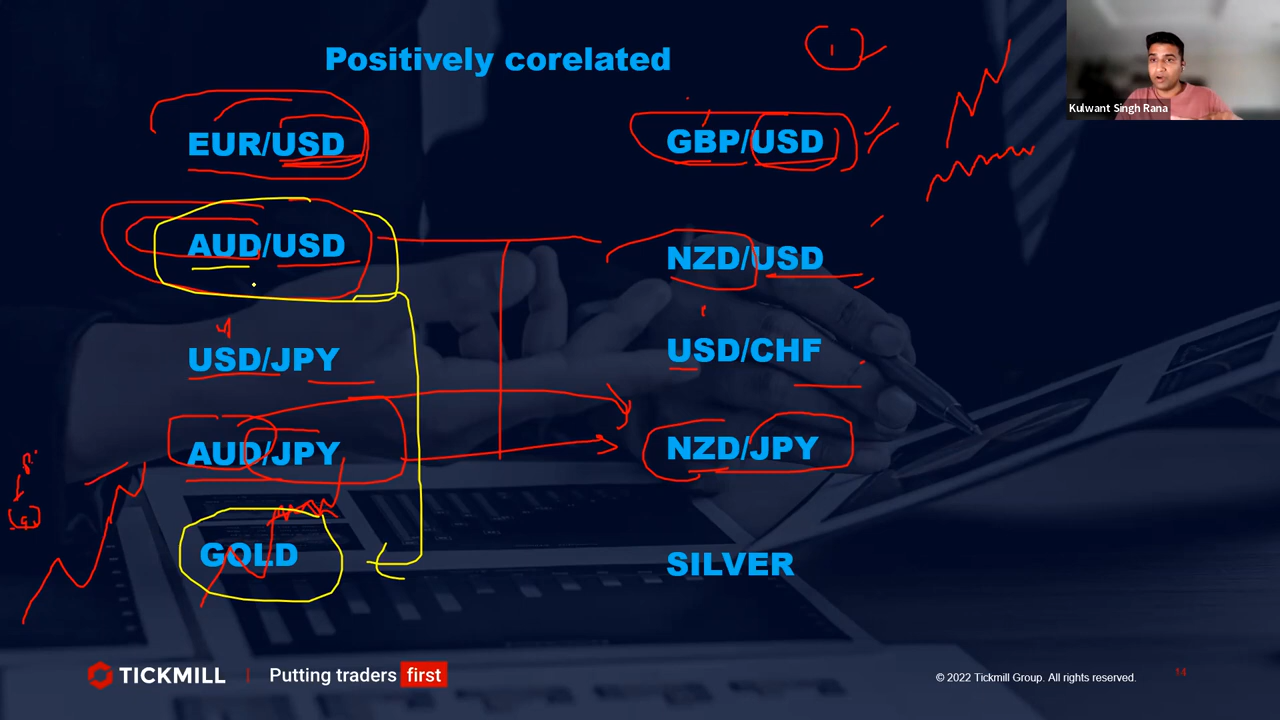 Positively corelated
Kulwant Singh Rana
EUR/USD
GBP/USD
AUD/USD
NZD/USD
USD/JPY
USD/CHF
AUD/JPY
NZD/JPY
GOLD
SILVER
TICKMILL | Putting traders first
© 2022 Tickmill Group. All rights reserved.
14